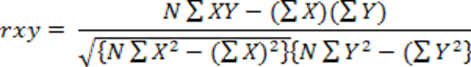 rxy = N ∑ XY − (∑ X)(∑ Y) / √{N ∑ X² − (∑ X)²}{N ∑ Y² − (∑ Y²}